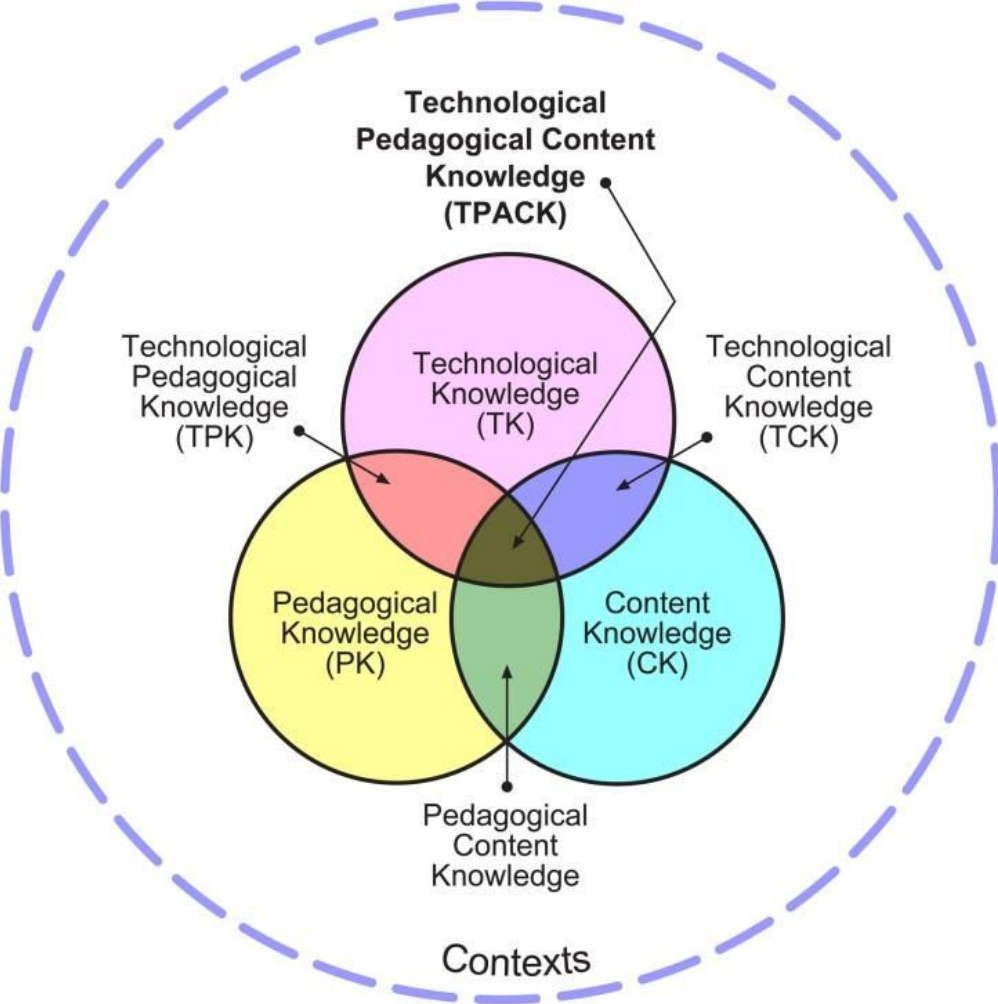 Technological
Pedagogical Content
Knowledge
(TPACK)
Technological
Pedagogical
Knowledge
(TPK)
Technological
Knowledge
(TK)
Technological
Content
Knowledge
(TCK)
Pedagogical
Knowledge
(PK)
Content
Knowledge
(CK)
Pedagogical
Content
Knowledge
Contexts